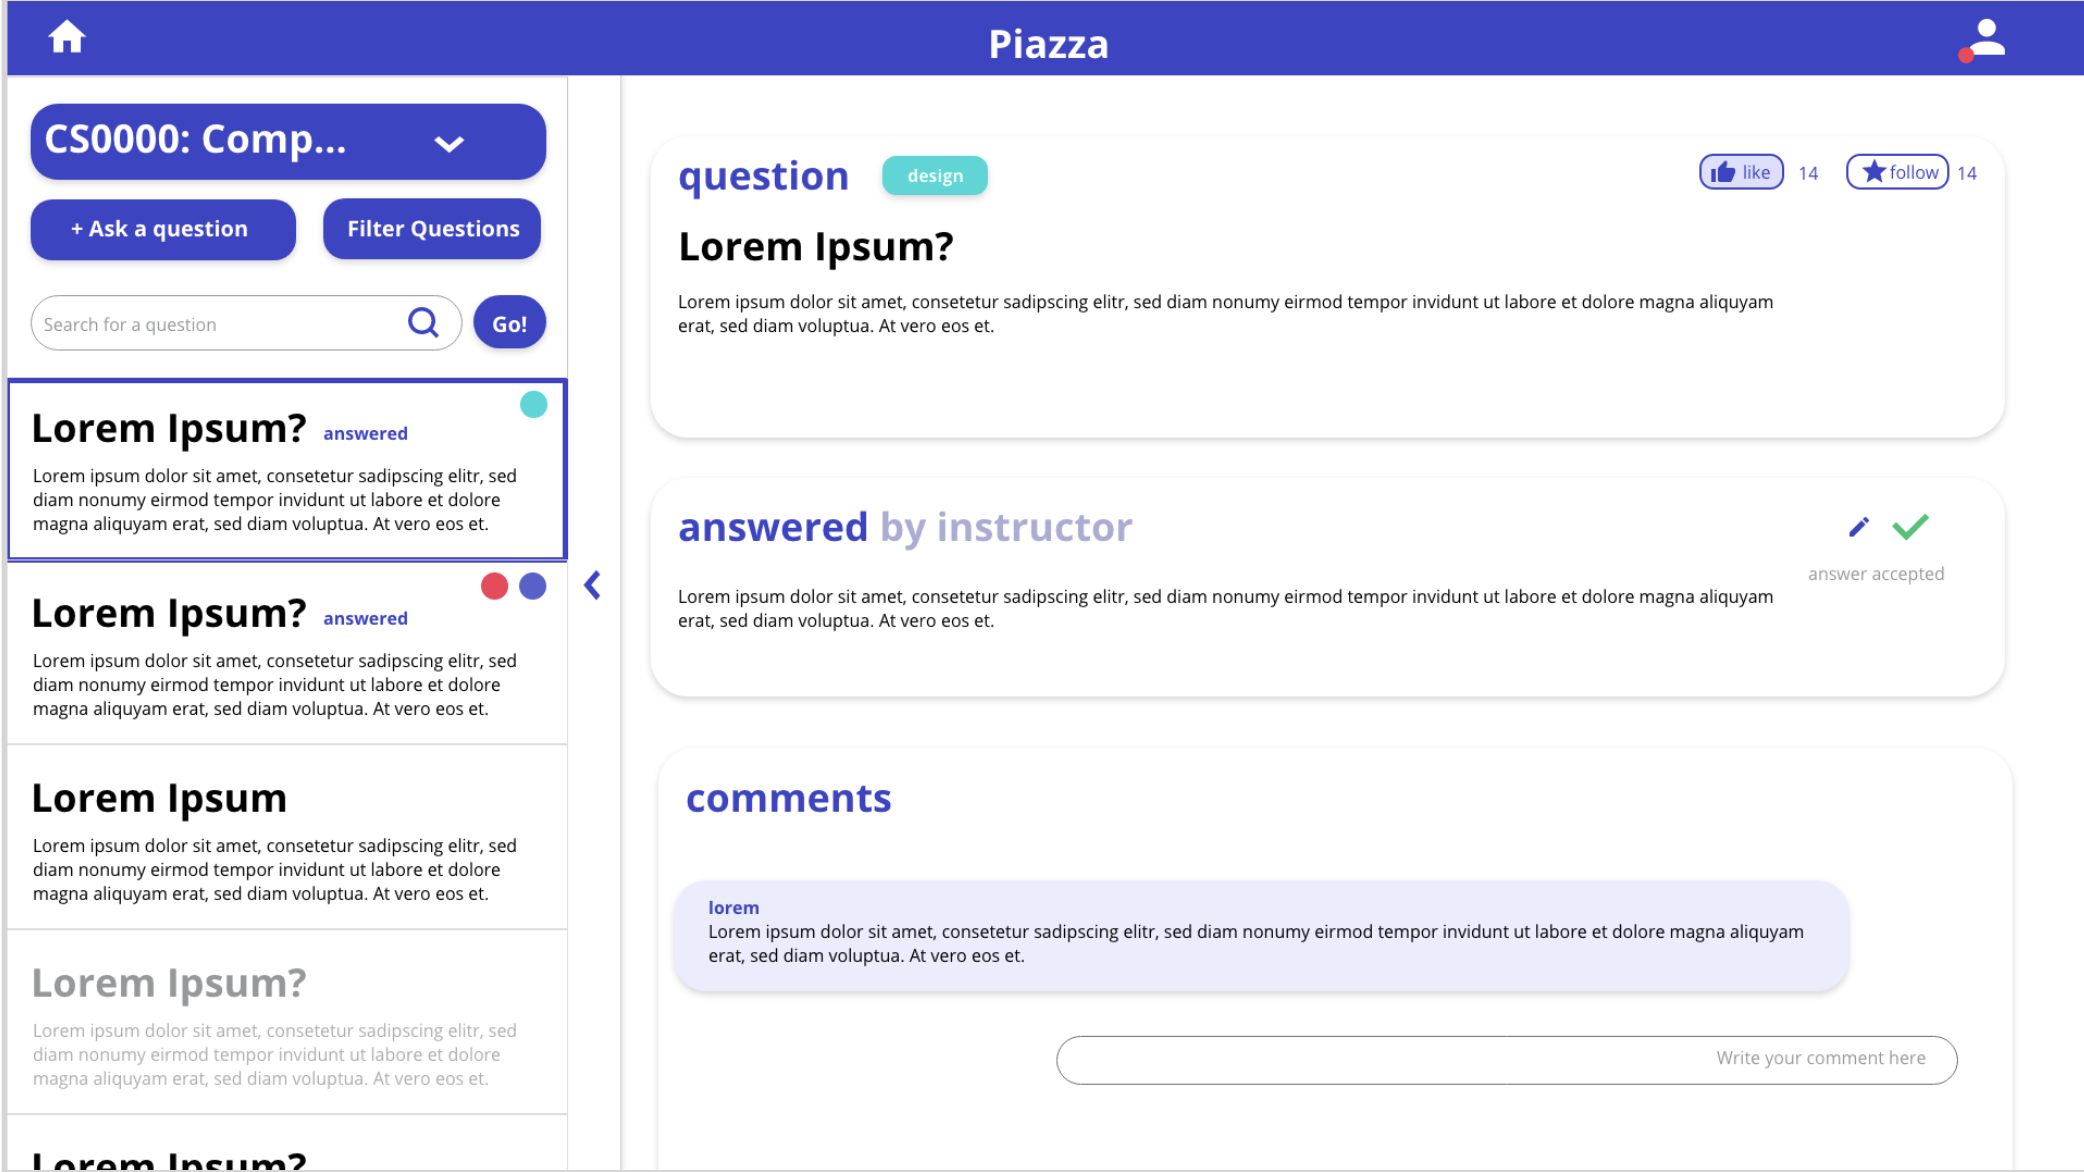 Piazza
CS0000: Comp...
+ Ask a question
Filter Questions
Search for a question
Go!
Lorem Ipsum? answered
Lorem ipsum dolor sit amet, consetetur sadipscing elitr, sed
diam nonumy eirmod tempor invidunt ut labore et dolore
magna aliquyam erat, sed diam voluptua. At vero eos et.
Lorem Ipsum? answered
Lorem ipsum dolor sit amet, consetetur sadipscing elitr, sed
diam nonumy eirmod tempor invidunt ut labore et dolore
magna aliquyam erat, sed diam voluptua. At vero eos et.
Lorem Ipsum
Lorem ipsum dolor sit amet, consetetur sadipscing elitr, sed
diam nonumy eirmod tempor invidunt ut labore et dolore
magna aliquyam erat, sed diam voluptua. At vero eos et.
Lorem Ipsum?
Lorem ipsum dolor sit amet, consetetur sadipscing elitr, sed
diam nonumy eirmod tempor invidunt ut labore et dolore
magna aliquyam erat, sed diam voluptua. At vero eos et.
Lorem Ipsum?
question design
like 14 follow 14
Lorem Ipsum?
Lorem ipsum dolor sit amet, consetetur sadipscing elitr, sed diam nonumy eirmod tempor invidunt ut labore et dolore magna aliquyam
erat, sed diam voluptua. At vero eos et.
answered by instructor
answer accepted
Lorem ipsum dolor sit amet, consetetur sadipscing elitr, sed diam nonumy eirmod tempor invidunt ut labore et dolore magna aliquyam
erat, sed diam voluptua. At vero eos et.
comments
lorem
Lorem ipsum dolor sit amet, consetetur sadipscing elitr, sed diam nonumy eirmod tempor invidunt ut labore et dolore magna aliquyam
erat, sed diam voluptua. At vero eos et.
Write your comment here